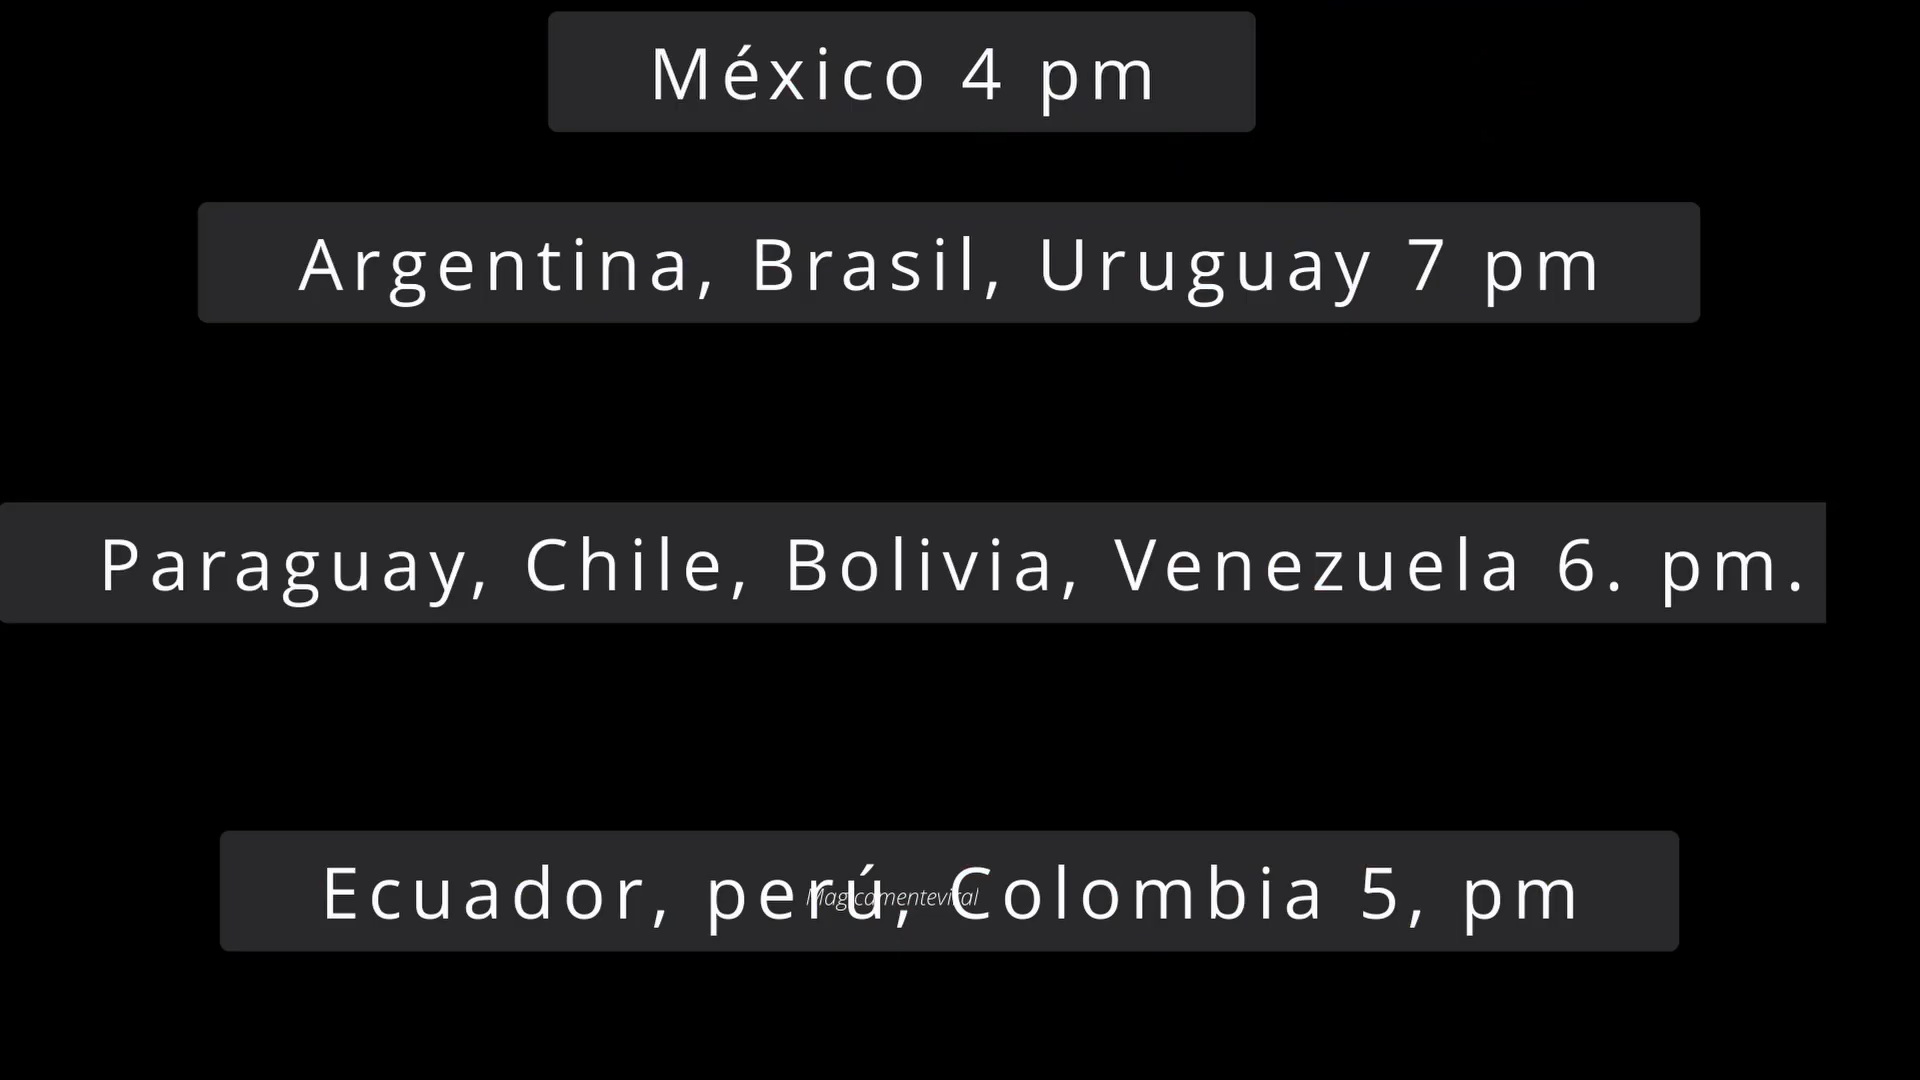 México 4 pm
Argentina, Brasil, Uruguay 7 pm
Paraguay, Chile, Bolivia, Venezuela 6. pm.
Ecuador, perú, Colombia 5, pm
Magicamenteviral